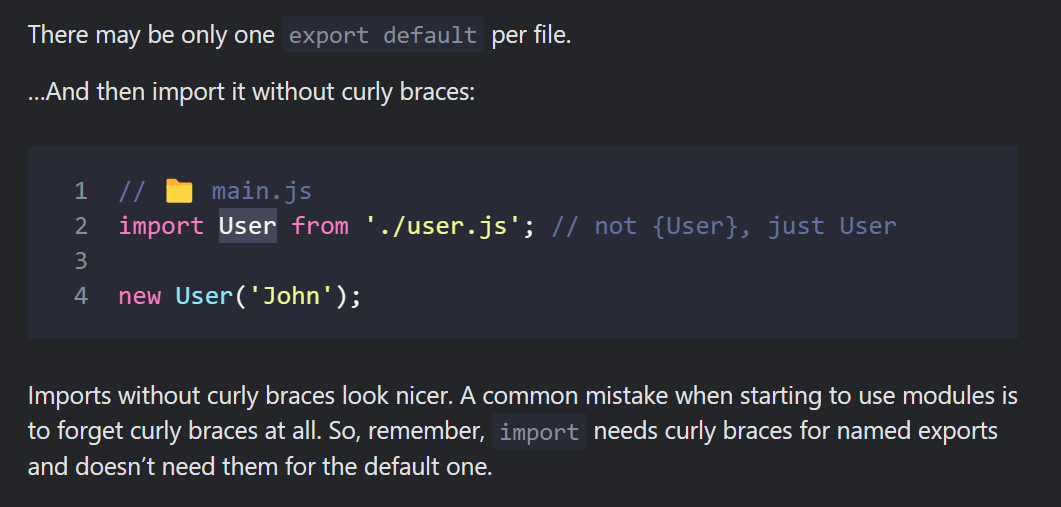 There may be only one export default per file.
…And then import it without curly braces:
1 // 📁 main.js
2 import User from './user.js'; // not {User}, just User
3
4 new User('John');
Imports without curly braces look nicer. A common mistake when starting to use modules is
to forget curly braces at all. So, remember, import needs curly braces for named exports
and doesn’t need them for the default one.